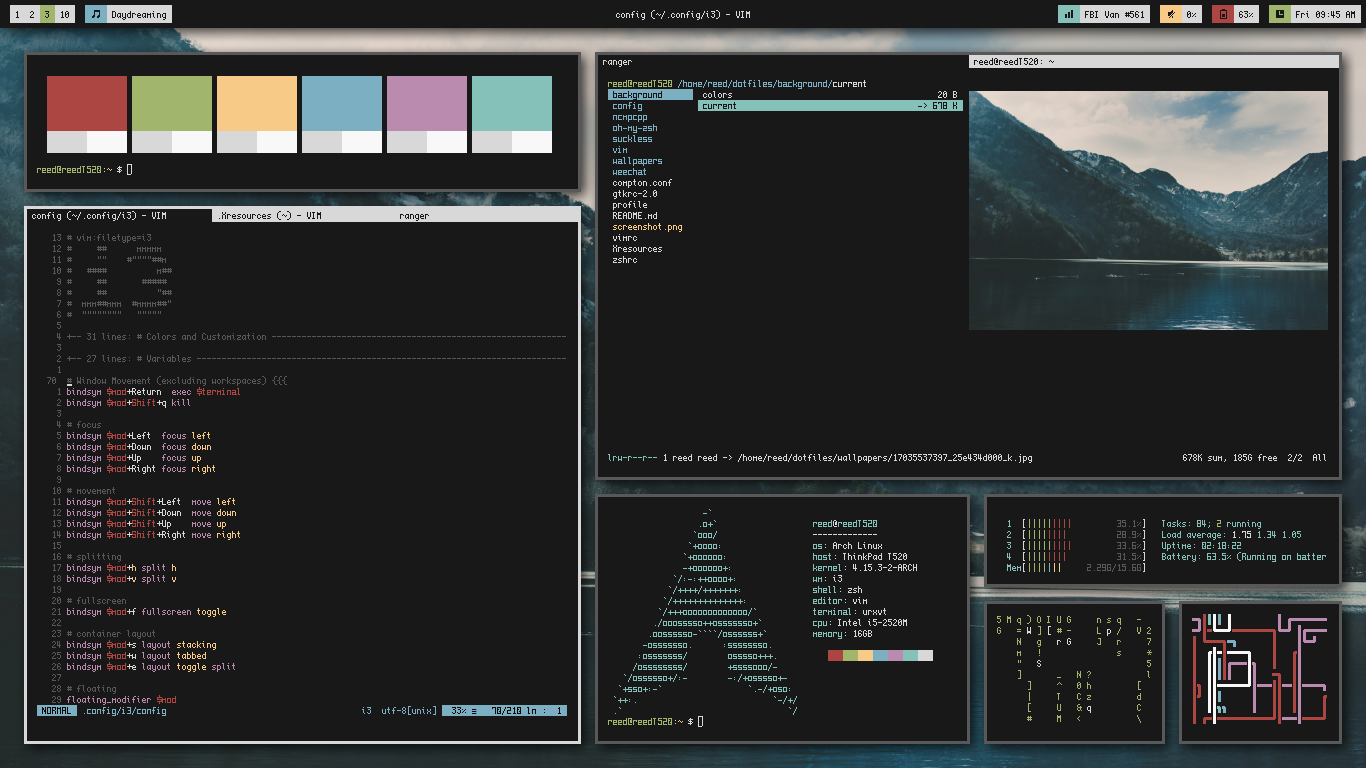 1 2 3 10 Daydreaming config (~/.config/i3) - VIM FBI Van #561 0% 63% Fri 09:45 AM
reed@reedT520:~ $
config (~/.config/i3) - VIM .Xresources (~) - VIM ranger
13 # vim:filetype=i3
12 # ## mmmmm
11 # "" #""""##m
10 # #### m##
9 # ## #####
8 # ## "##
7 # mmm##mmm #mmmm##"
6 # """""""" """""
5
4 +-- 31 lines: # Colors and Customization
3
2 +-- 27 lines: # Variables
1
70 # Window Movement (excluding workspaces) {{{
1 bindsym $mod+Return exec $terminal
2 bindsym $mod+Shift+q kill
3
4 # focus
5 bindsym $mod+Left focus left
6 bindsym $mod+Down focus down
7 bindsym $mod+Up focus up
8 bindsym $mod+Right focus right
9
10 # movement
11 bindsym $mod+Shift+Left move left
12 bindsym $mod+Shift+Down move down
13 bindsym $mod+Shift+Up move up
14 bindsym $mod+Shift+Right move right
15
16 # splitting
17 bindsym $mod+h split h
18 bindsym $mod+v split v
19
20 # fullscreen
21 bindsym $mod+f fullscreen toggle
22
23 # container layout
24 bindsym $mod+s layout stacking
25 bindsym $mod+w layout tabbed
26 bindsym $mod+e layout toggle split
27
28 # floating
29 floating_modifier $mod
NORMAL .config/i3/config i3 utf-8[unix] 33% ≡ 70/210 ln : 1
ranger reed@reedT520: ~
reed@reedT520 /home/reed/dotfiles/background/current
background colors 20 B
config current -> 678 K
ncmpcpp
oh-my-zsh
suckless
vim
wallpapers
weechat
compton.conf
gtkrc-2.0
profile
README.md
screenshot.png
vimrc
Xresources
zshrc
lrw-r--r-- 1 reed reed -> /home/reed/dotfiles/wallpapers/17035537397_25e434d000_k.jpg 678K sum, 1856 free 2/2 All
reed@reedT520
-------------
os: Arch Linux
host: ThinkPad T520
kernel: 4.15.3-2-ARCH
wm: i3
shell: zsh
editor: vim
terminal: urxvt
cpu: Intel i5-2520M
memory: 16GB
reed@reedT520:~ $
1 [||||||||| 35.1%] Tasks: 84; 2 running
2 [||||||||| 28.9%] Load average: 1.75 1.34 1.05
3 [||||||||| 33.6%] Uptime: 02:18:22
4 [||||||||| 31.5%] Battery: 63.5% (Running on batter
Mem[||||||| 2.29G/15.6G]